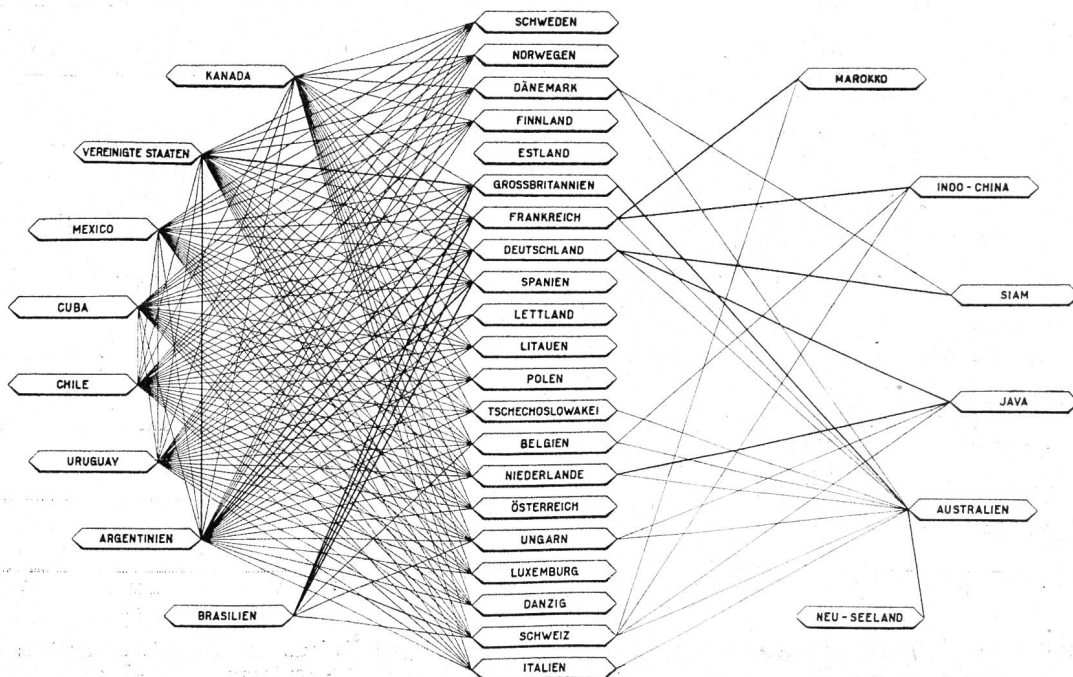 KANADA
VEREINIGTE STAATEN
MEXICO
CUBA
CHILE
URUGUAY
ARGENTINIEN
BRASILIEN
SCHWEDEN
NORWEGEN
DÄNEMARK
FINNLAND
ESTLAND
GROSSBRITANNIEN
FRANKREICH
DEUTSCHLAND
SPANIEN
LETTLAND
LITAUEN
POLEN
TSCHECHOSLOWAKEI
BELGIEN
NIEDERLANDE
ÖSTERREICH
UNGARN
LUXEMBURG
DANZIG
SCHWEIZ
ITALIEN
MAROKKO
INDO-CHINA
SIAM
JAVA
AUSTRALIEN
NEU-SEELAND